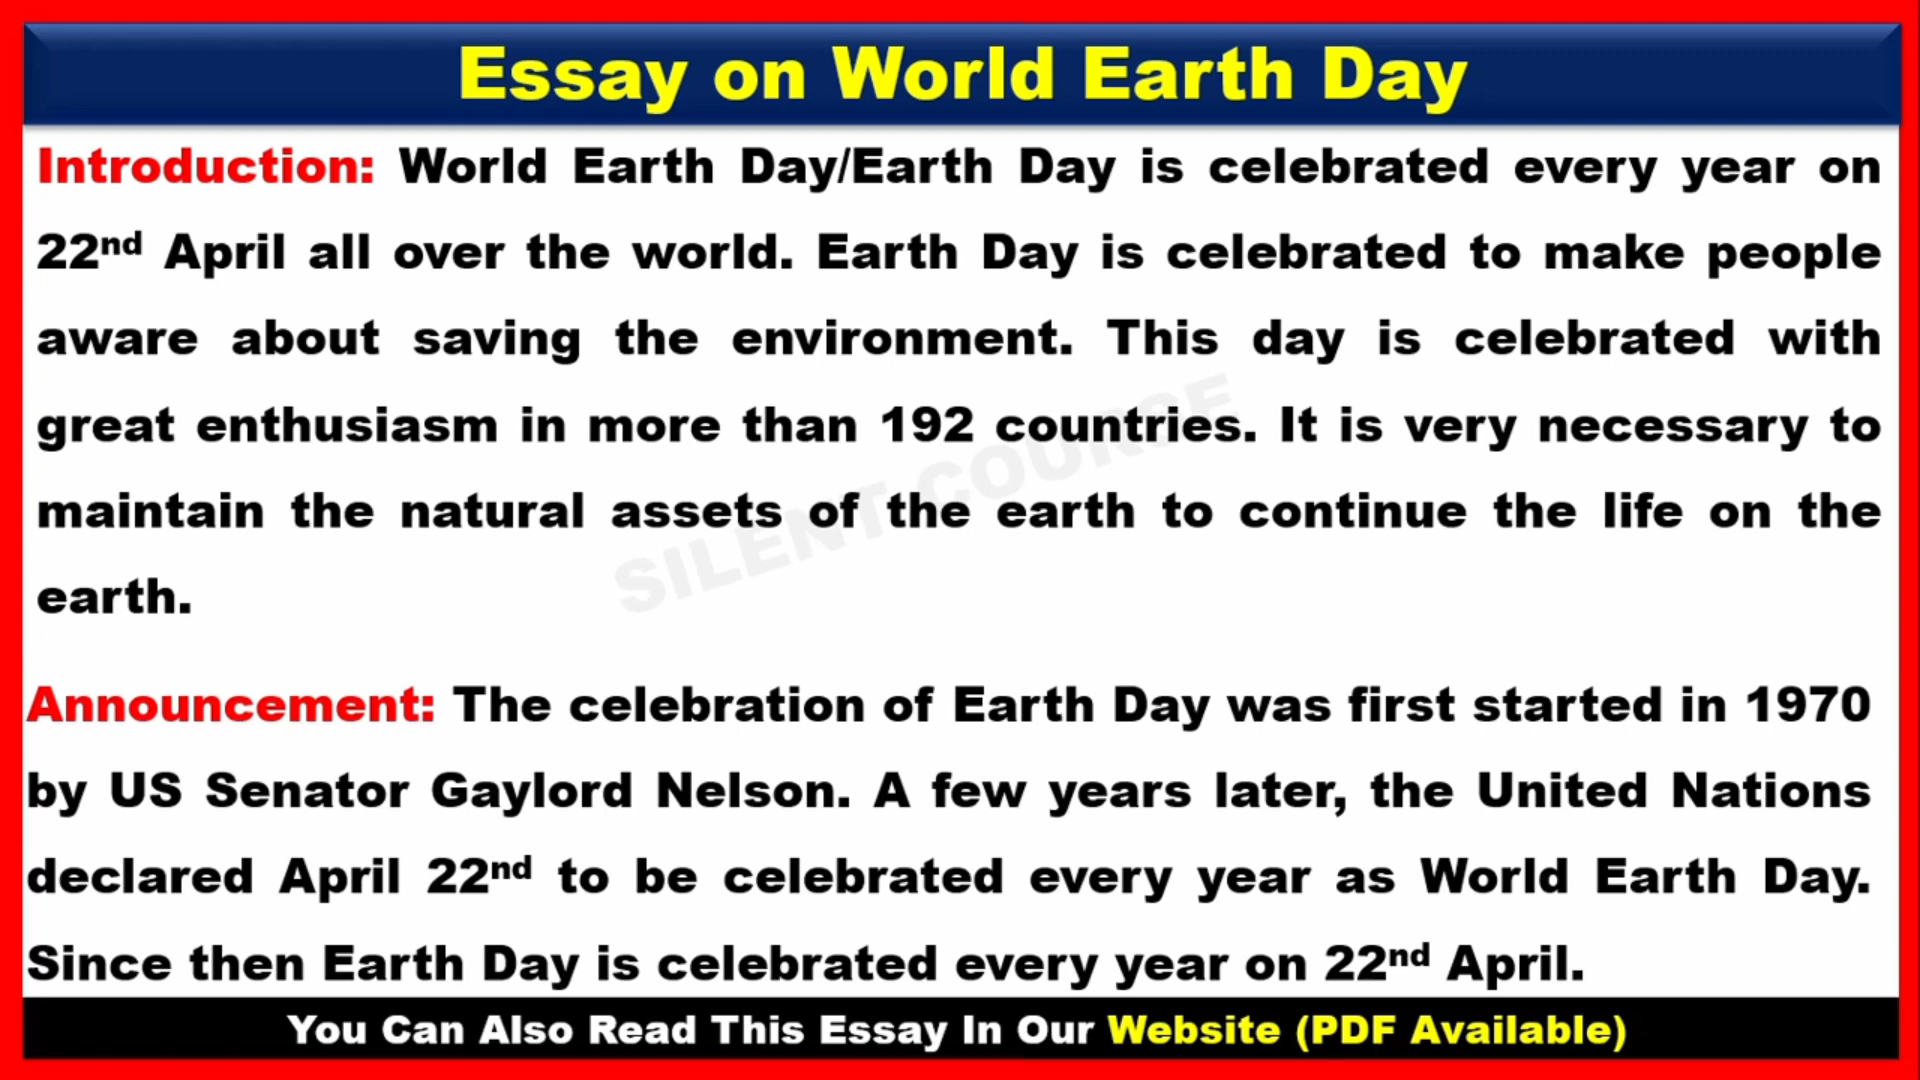 Essay on World Earth Day
Introduction: World Earth Day/Earth Day is celebrated every year on
22nd April all over the world. Earth Day is celebrated to make people
aware about saving the environment. This day is celebrated with
great enthusiasm in more than 192 countries. It is very necessary to
maintain the natural assets of the earth to continue the life on the
earth.
SILENT COURSE
Announcement: The celebration of Earth Day was first started in 1970
by US Senator Gaylord Nelson. A few years later, the United Nations
declared April 22nd to be celebrated every year as World Earth Day.
Since then Earth Day is celebrated every year on 22nd April.
You Can Also Read This Essay In Our Website (PDF Available)